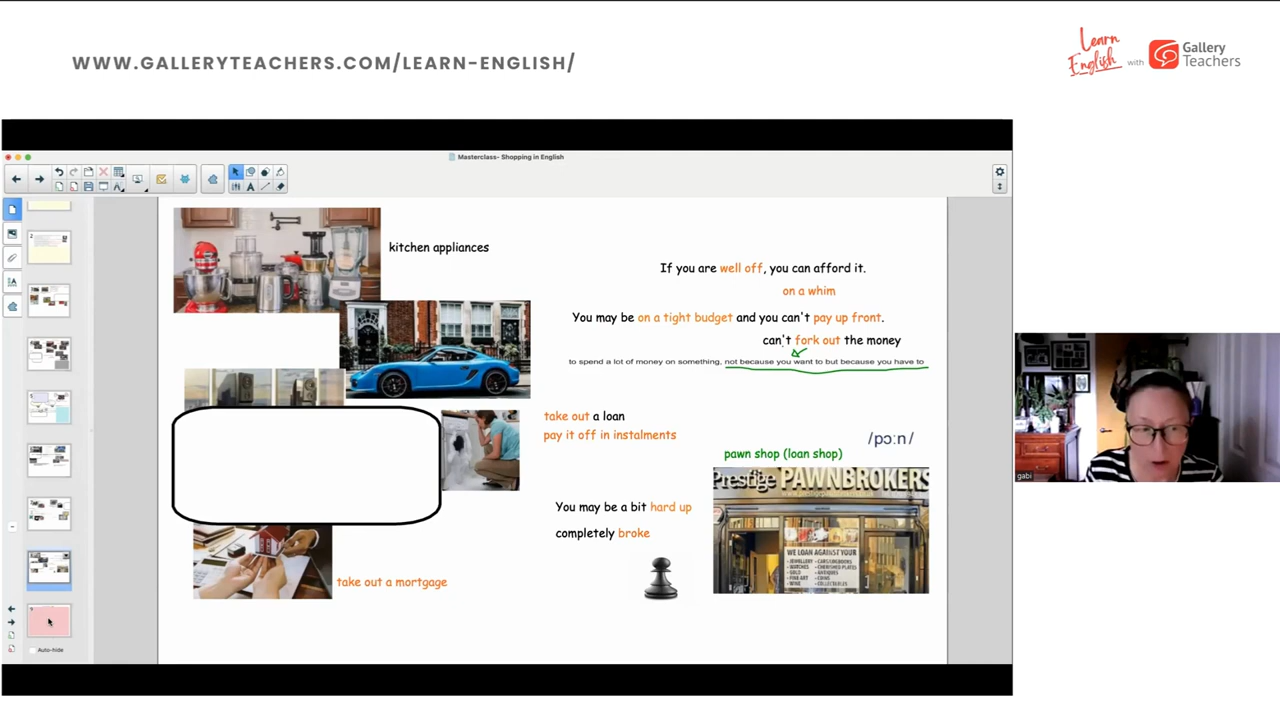 WWW.GALLERYTEACHERS.COM/LEARN-ENGLISH/
Learn
English
with
Gallery
Teachers
Masterclass- Shopping in English
kitchen appliances
If you are well off, you can afford it.
on a whim
You may be on a tight budget and you can't pay up front.
can't fork out the money
to spend a lot of money on something, not because you want to but because you have to
take out a loan
pay it off in instalments
/pɔːn/
pawn shop (loan shop)
Prestige PAWNBROKERS
WE LOAN AGAINST YOUR
You may be a bit hard up
completely broke
take out a mortgage
gabi
2
9
Auto-hide